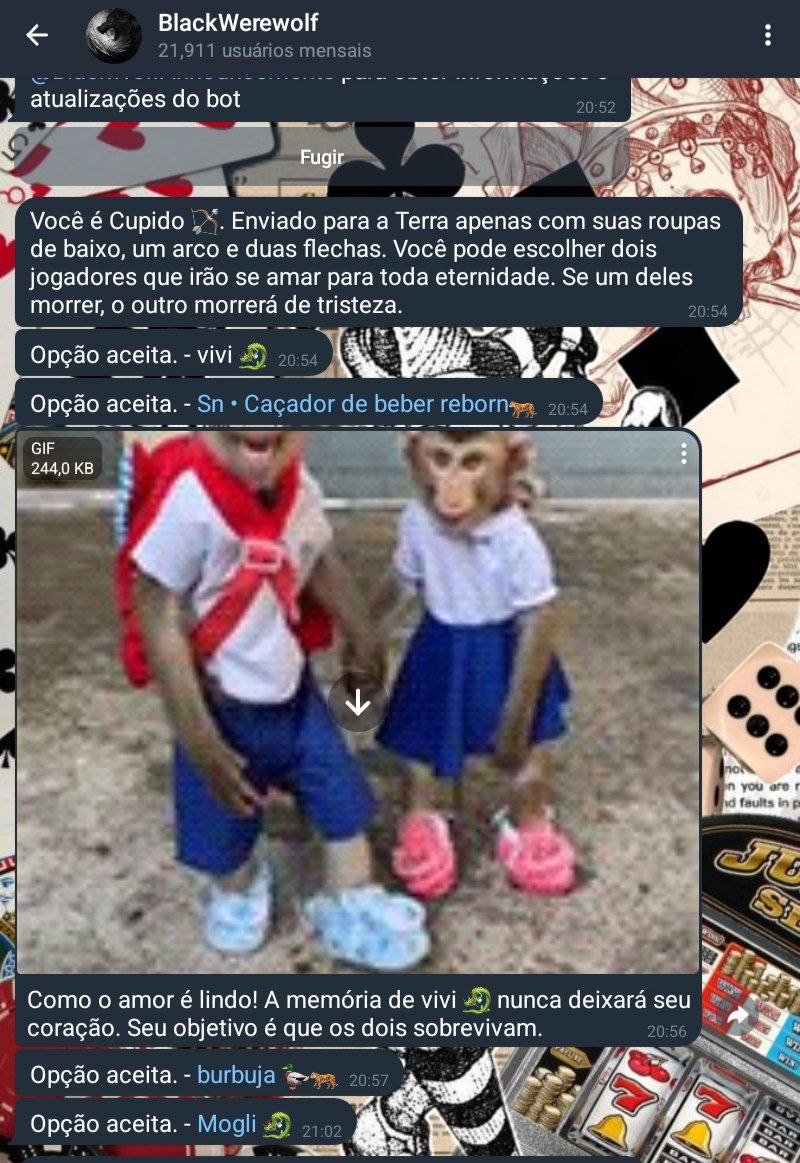 BlackWerewolf
21,911 usuários mensais
atualizações do bot
20:52
Fugir
Você é Cupido 🏹. Enviado para a Terra apenas com suas roupas
de baixo, um arco e duas flechas. Você pode escolher dois
jogadores que irão se amar para toda eternidade. Se um deles
morrer, o outro morrerá de tristeza.
20:54
Opção aceita. - vivi 🐉 20:54
Opção aceita. - Sn • Caçador de beber reborn🐅 20:54
GIF
244,0 KB
Como o amor é lindo! A memória de vivi 🐉 nunca deixará seu
coração. Seu objetivo é que os dois sobrevivam.
20:56
Opção aceita. - burbuja 🦆🐅 20:57
Opção aceita. - Mogli 🐉 21:02